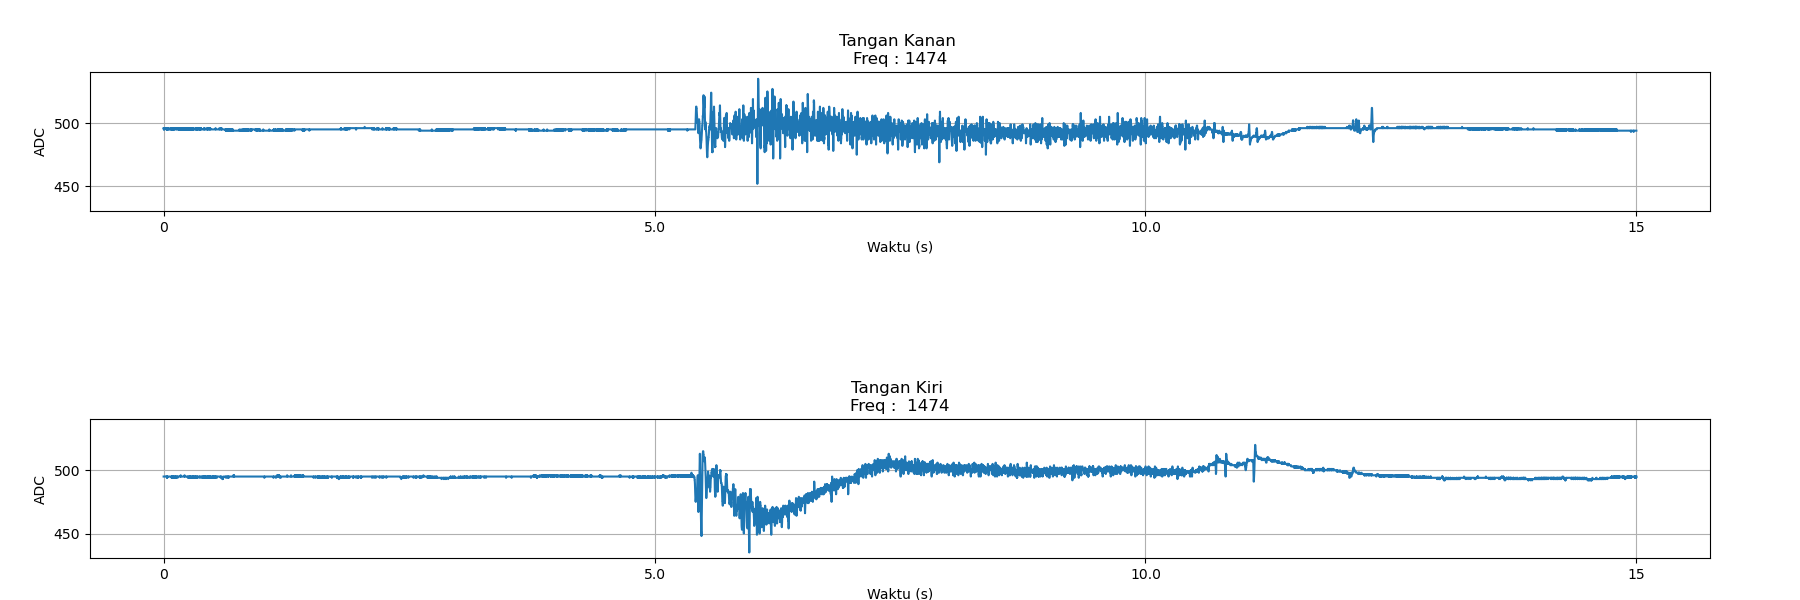 Tangan Kanan
Freq : 1474
500
450
ADC
0 5.0 10.0 15
Waktu (s)
Tangan Kiri
Freq :  1474
500
450
ADC
0 5.0 10.0 15
Waktu (s)